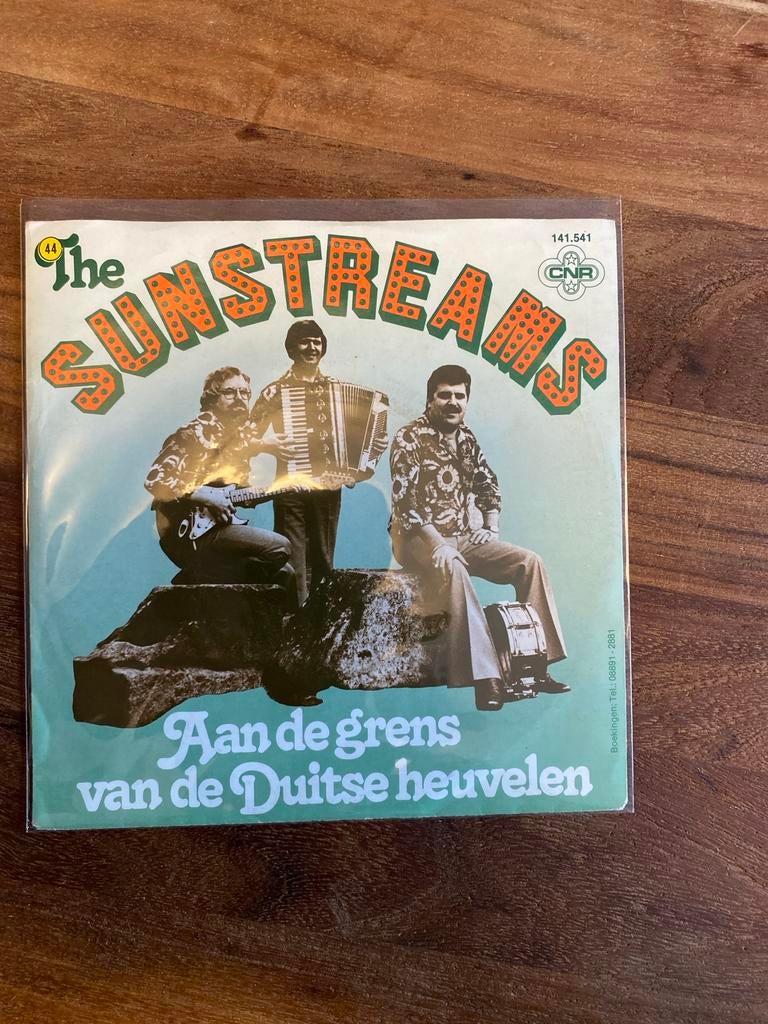 44
The
SUNSTREAMS
141.541
CNR
Boekingen: Tel.: 08891 - 2881
Aan de grens
van de Duitse heuvelen